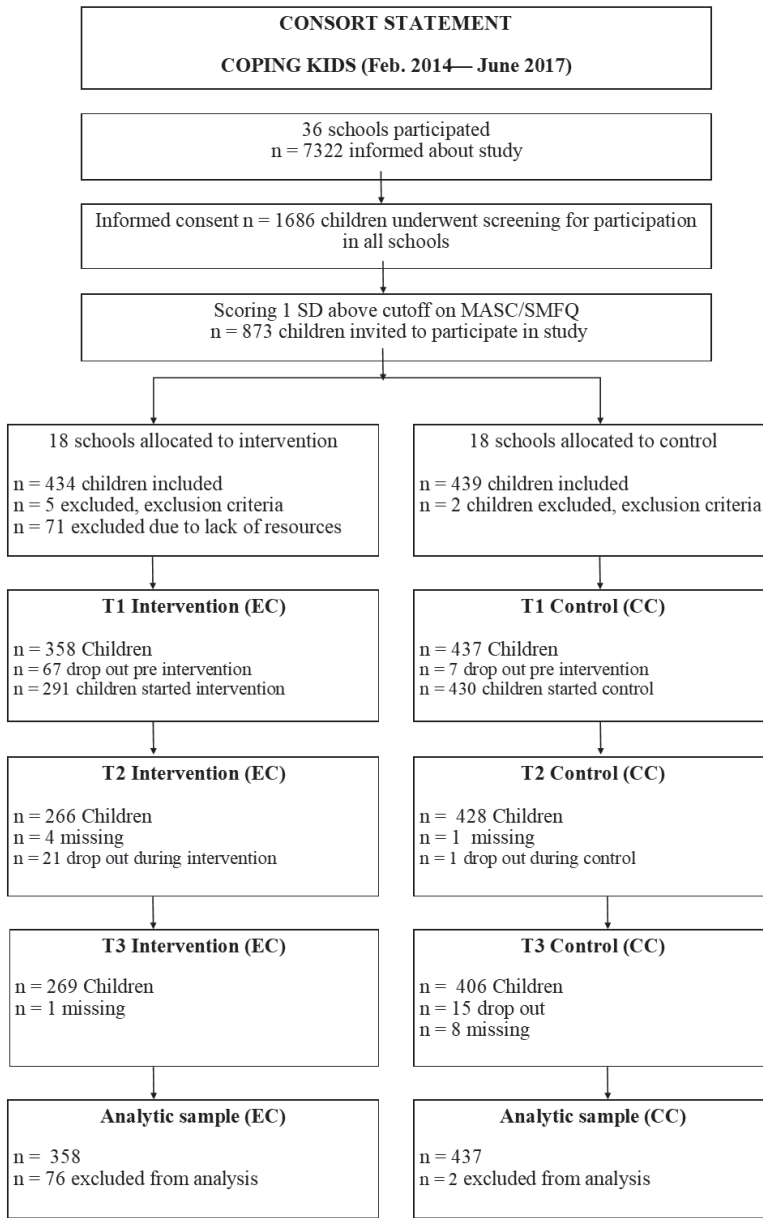 CONSORT STATEMENT
COPING KIDS (Feb. 2014— June 2017)
36 schools participated
n = 7322 informed about study
Informed consent n = 1686 children underwent screening for participation
in all schools
Scoring 1 SD above cutoff on MASC/SMFQ
n = 873 children invited to participate in study
18 schools allocated to intervention
n = 434 children included
n = 5 excluded, exclusion criteria
n = 71 excluded due to lack of resources
18 schools allocated to control
n = 439 children included
n = 2 children excluded, exclusion criteria
T1 Intervention (EC)
n = 358 Children
n = 67 drop out pre intervention
n = 291 children started intervention
T1 Control (CC)
n = 437 Children
n = 7 drop out pre intervention
n = 430 children started control
T2 Intervention (EC)
n = 266 Children
n = 4 missing
n = 21 drop out during intervention
T2 Control (CC)
n = 428 Children
n = 1 missing
n = 1 drop out during control
T3 Intervention (EC)
n = 269 Children
n = 1 missing
T3 Control (CC)
n = 406 Children
n = 15 drop out
n = 8 missing
Analytic sample (EC)
n = 358
n = 76 excluded from analysis
Analytic sample (CC)
n = 437
n = 2 excluded from analysis